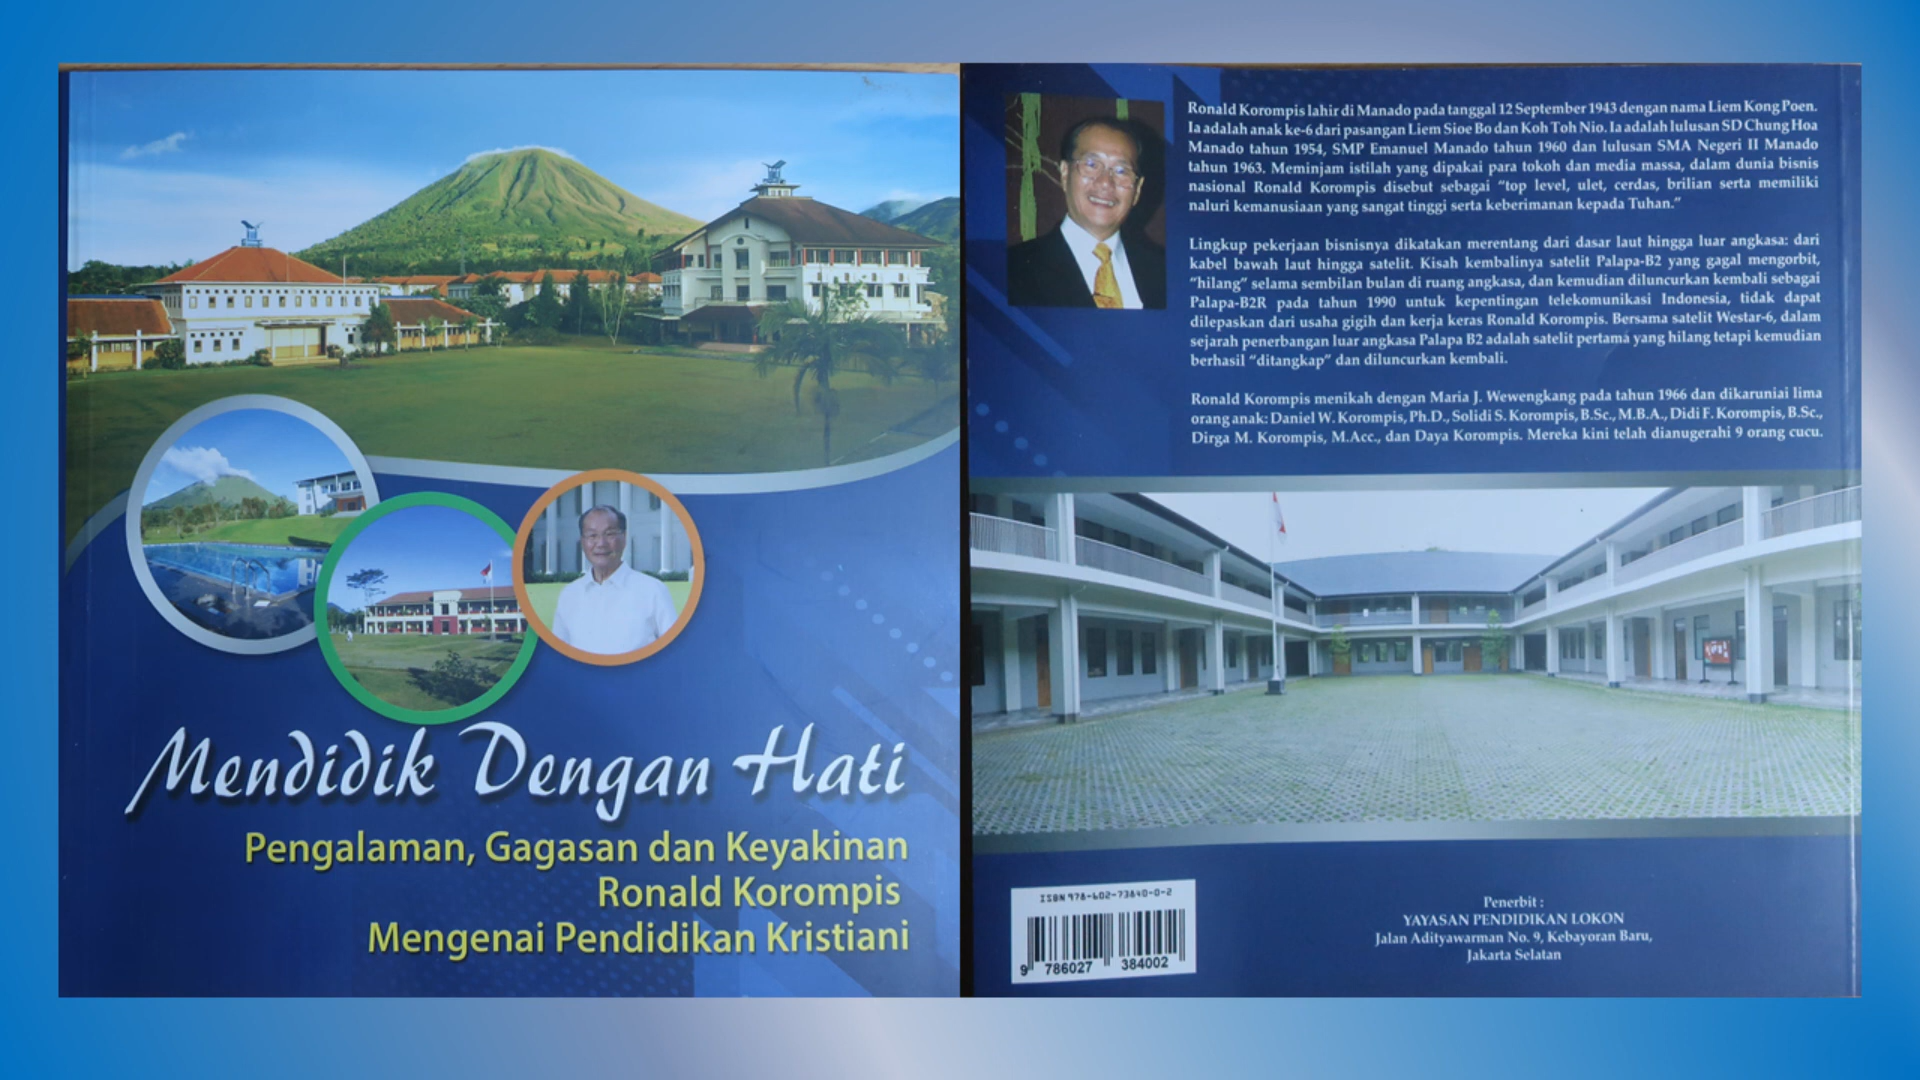 Mendidik Dengan Hati
Pengalaman, Gagasan dan Keyakinan
Ronald Korompis
Mengenai Pendidikan Kristiani
Ronald Korompis lahir di Manado pada tanggal 12 September 1943 dengan nama Liem Kong Poen.
Ia adalah anak ke-6 dari pasangan Liem Sioe Bo dan Koh Toh Nio. Ia adalah lulusan SD Chung Hoa
Manado tahun 1954, SMP Emanuel Manado tahun 1960 dan lulusan SMA Negeri II Manado
tahun 1963. Meminjam istilah yang dipakai para tokoh dan media massa, dalam dunia bisnis
nasional Ronald Korompis disebut sebagai “top level, ulet, cerdas, brilian serta memiliki
naluri kemanusiaan yang sangat tinggi serta keberimanan kepada Tuhan.”
Lingkup pekerjaan bisnisnya dikatakan merentang dari dasar laut hingga luar angkasa: dari
kabel bawah laut hingga satelit. Kisah kembalinya satelit Palapa-B2 yang gagal mengorbit,
“hilang” selama sembilan bulan di ruang angkasa, dan kemudian diluncurkan kembali sebagai
Palapa-B2R pada tahun 1990 untuk kepentingan telekomunikasi Indonesia, tidak dapat
dilepaskan dari usaha gigih dan kerja keras Ronald Korompis. Bersama satelit Westar-6, dalam
sejarah penerbangan luar angkasa Palapa B2 adalah satelit pertama yang hilang tetapi kemudian
berhasil “ditangkap” dan diluncurkan kembali.
Ronald Korompis menikah dengan Maria J. Wewengkang pada tahun 1966 dan dikaruniai lima
orang anak: Daniel W. Korompis, Ph.D., Solidi S. Korompis, B.Sc., M.B.A., Didi F. Korompis, B.Sc.,
Dirga M. Korompis, M.Acc., dan Daya Korompis. Mereka kini telah dianugerahi 9 orang cucu.
ISBN 978-602-73840-0-2
9 786027 384002
Penerbit :
YAYASAN PENDIDIKAN LOKON
Jalan Adityawarman No. 9, Kebayoran Baru,
Jakarta Selatan